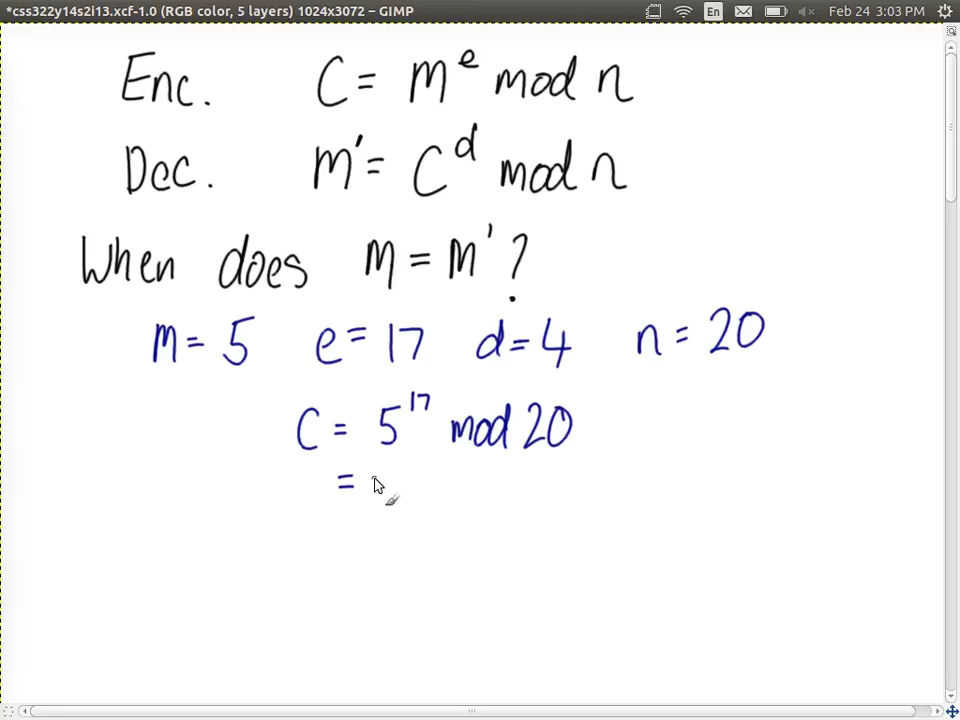 *css322y14s2i13.xcf-1.0 (RGB color, 5 layers) 1024x3072 – GIMP En Feb 24 3:03 PM
Enc. C = M^e mod n
Dec. M' = C^d mod n
When does M = M' ?
M = 5 e = 17 d = 4 n = 20
C = 5^17 mod 20
=